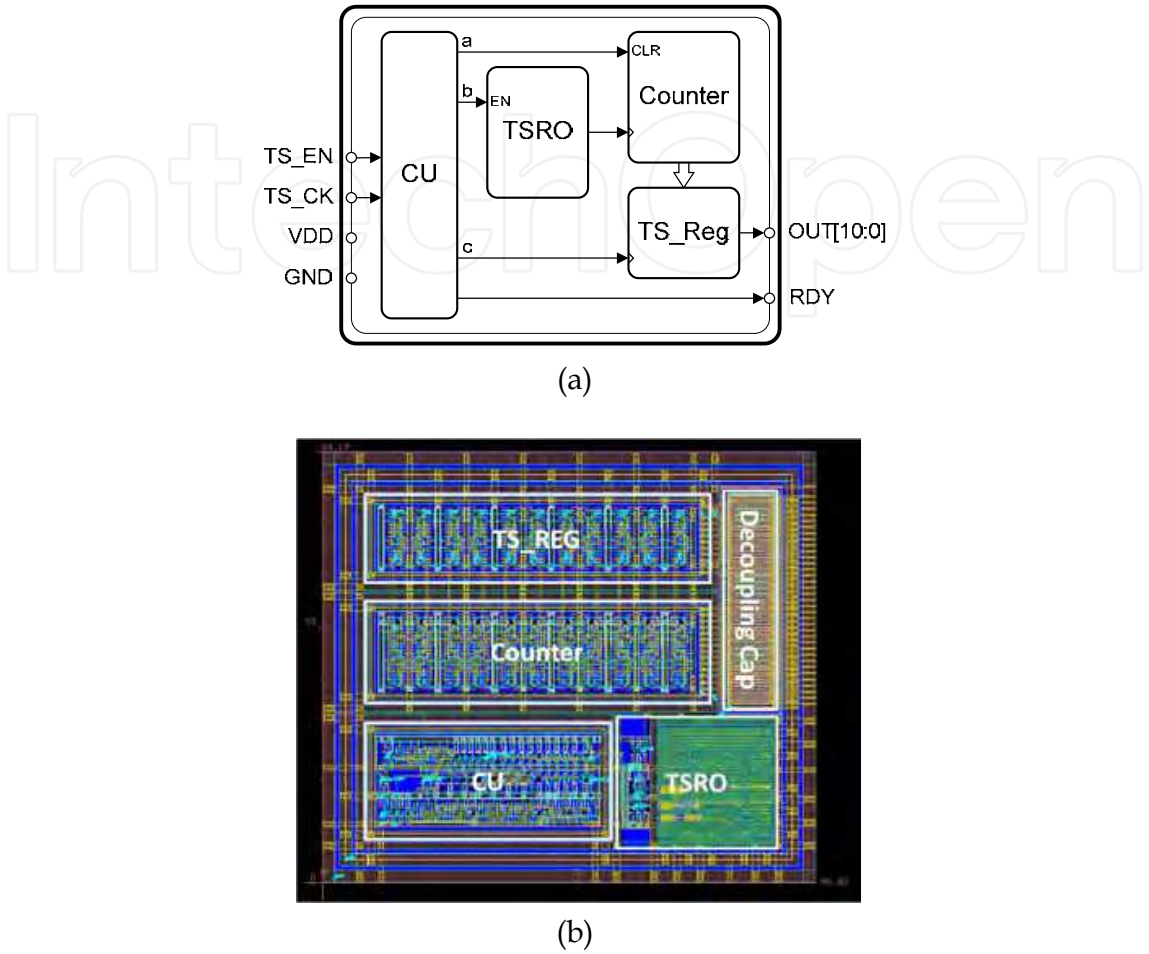 a
CLR
Counter
b
EN
TSRO
TS_EN
CU
TS_CK
TS_Reg
OUT[10:0]
VDD
c
GND
RDY
IntechOpen
(a)
TS_REG
Decoupling Cap
Counter
CU
TSRO
(b)